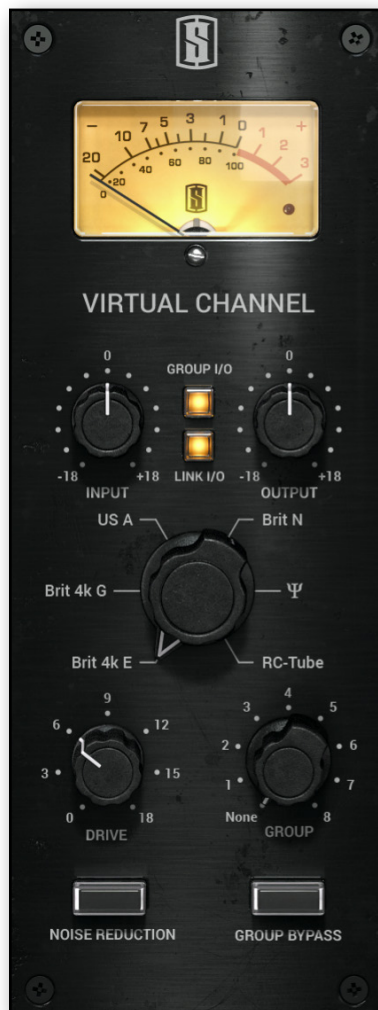 S
- 20 10 7 5 3 1 0 1 2 3 +
0 20 40 60 80 100
S
VIRTUAL CHANNEL
0 GROUP I/O 0
-18 +18 LINK I/O -18 +18
INPUT OUTPUT
US A Brit N
Brit 4k G Ψ
Brit 4k E RC-Tube
0 3 6 9 12 15 18
DRIVE
None 1 2 3 4 5 6 7 8
GROUP
NOISE REDUCTION GROUP BYPASS